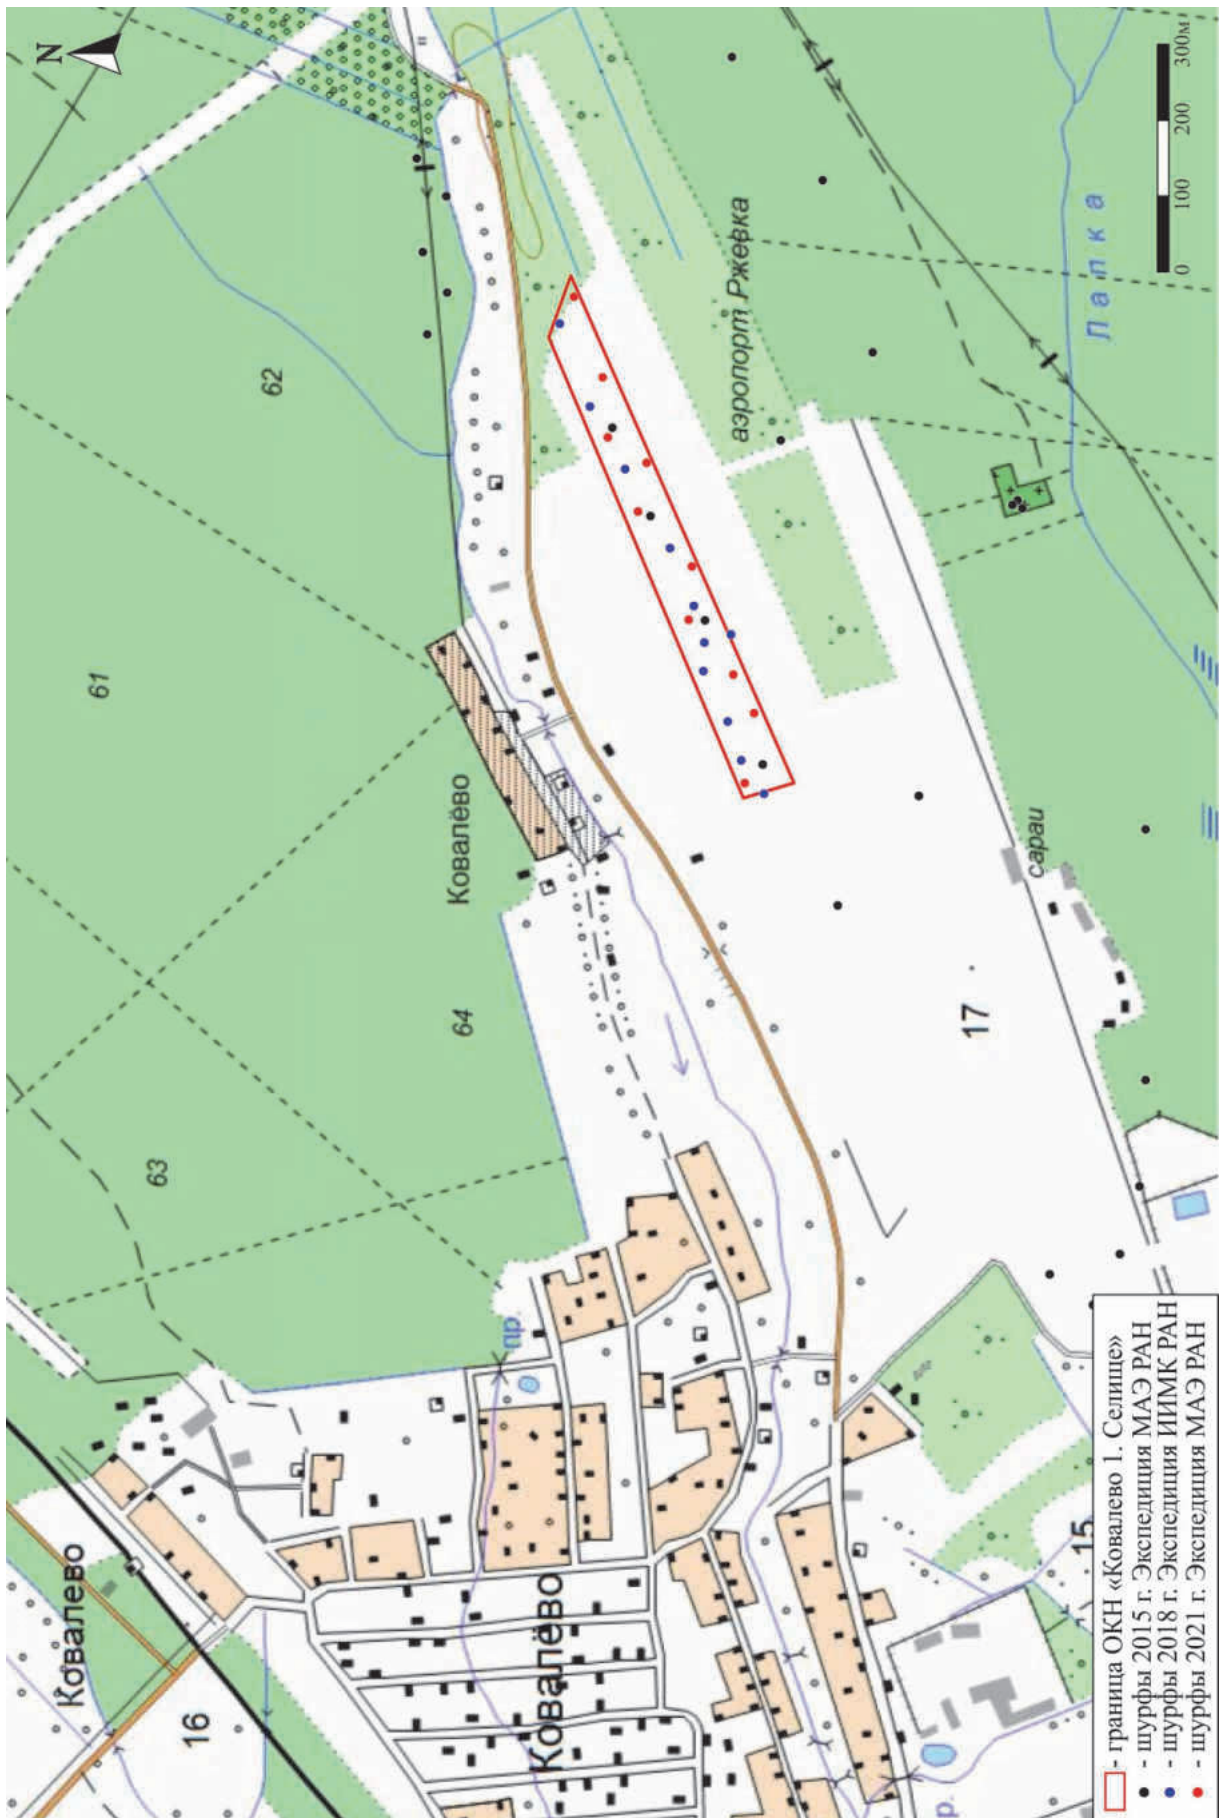 N
62
61
63
64
Ковалёво
аэропорт Ржевка
Лапка
0 100 200 300м
сараи
17
пр.
Ковалево
16
Ковалёво
15
пр.
- граница ОКН «Ковалево 1. Селище»
- шурфы 2015 г. Экспедиция МАЭ РАН
- шурфы 2018 г. Экспедиция ИИМК РАН
- шурфы 2021 г. Экспедиция МАЭ РАН